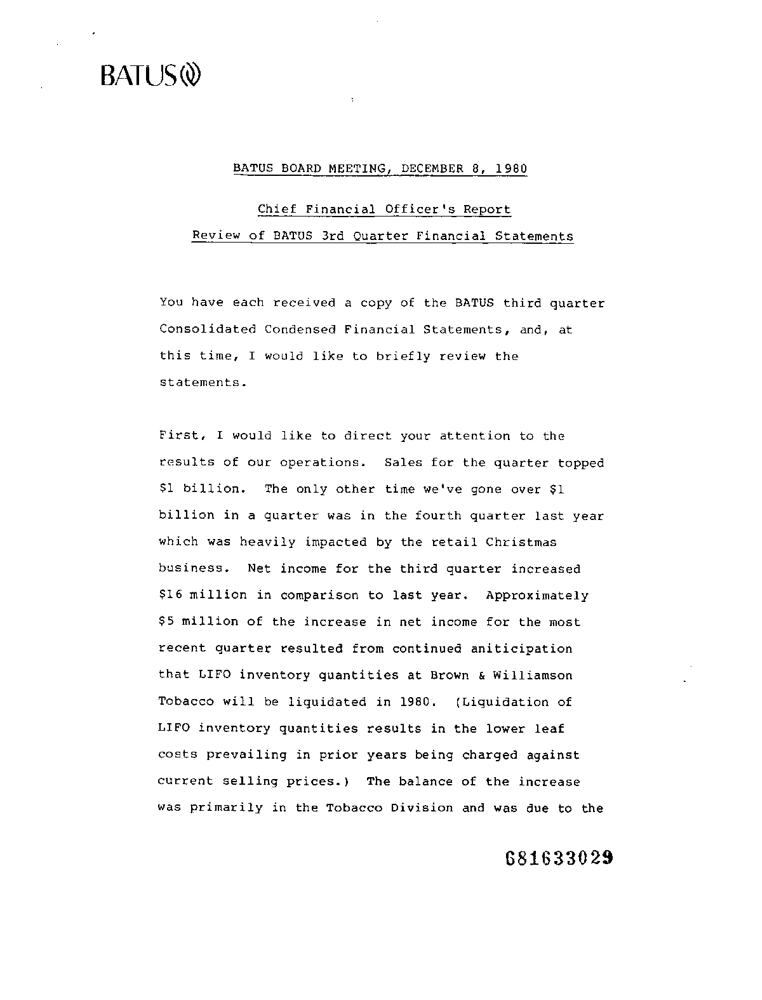 BATUS
BATUS BOARD MEETING, DECEMBER 8, 1980
Chief Financial Officer's Report
Review of BATUS 3rd Quarter Financial Statements
You have each received a copy of the BATUS third quarter
Consolidated Condensed Financial Statements, and, at
this time, I would like to briefly review the
statements.
First, I would like to direct your attention to the
results of our operations. Sales for the quarter topped
$1 billion. The only other time we've gone over $1
billion in a quarter was in the fourth quarter last year
which was heavily impacted by the retail Christmas
business. Net income for the third quarter increased
$16 million in comparison to last year. Approximately
$5 million of the increase in net income for the most
recent quarter resulted from continued aniticipation
that LIFO inventory quantities at Brown & Williamson
Tobacco will be liquidated in 1980. (Liquidation of
LIFO inventory quantities results in the lower leaf
costs prevailing in prior years being charged against
current selling prices.) The balance of the increase
was primarily in the Tobacco Division and was due to the
681633029